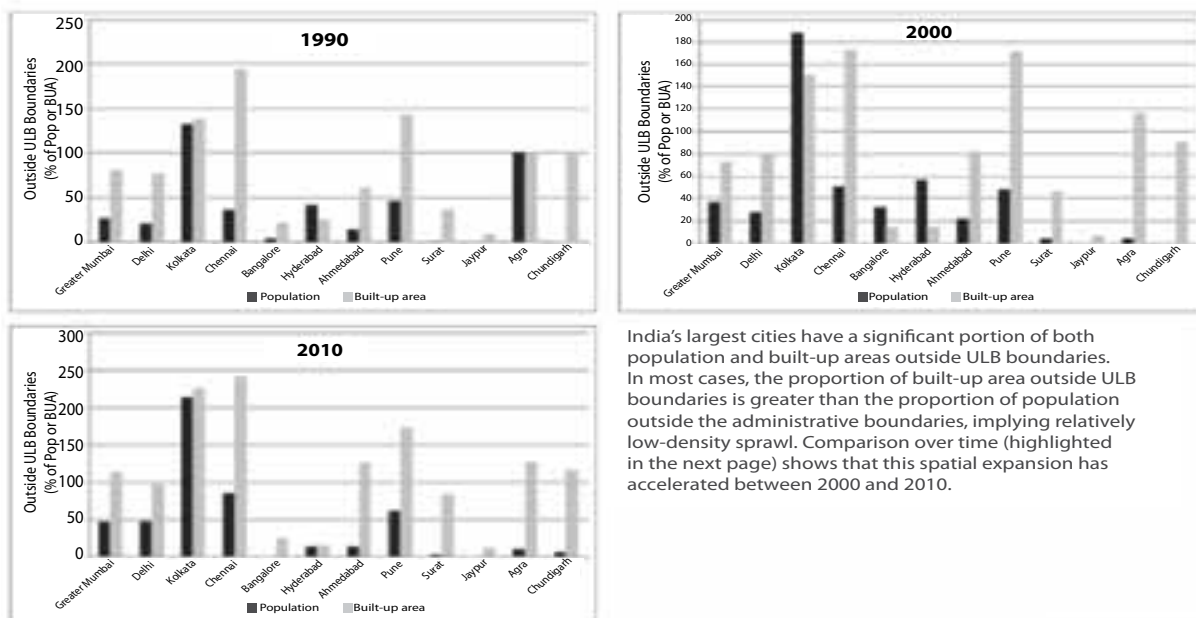 1990
Outside ULB Boundaries
(% of Pop or BUA)
250
200
150
100
50
0
Greater Mumbai
Delhi
Kolkata
Chennai
Bangalore
Hyderabad
Ahmedabad
Pune
Surat
Jaypur
Agra
Chundigarh
Population
Built-up area
2000
Outside ULB Boundaries
(% of Pop or BUA)
200
180
160
140
120
100
80
60
40
20
0
Greater Mumbai
Delhi
Kolkata
Chennai
Bangalore
Hyderabad
Ahmedabad
Pune
Surat
Jaypur
Agra
Chundigarh
Population
Built-up area
2010
Outside ULB Boundaries
(% of Pop or BUA)
300
250
200
150
100
50
0
Greater Mumbai
Delhi
Kolkata
Chennai
Bangalore
Hyderabad
Ahmedabad
Pune
Surat
Jaypur
Agra
Chundigarh
Population
Built-up area
India's largest cities have a significant portion of both
population and built-up areas outside ULB boundaries.
In most cases, the proportion of built-up area outside ULB
boundaries is greater than the proportion of population
outside the administrative boundaries, implying relatively
low-density sprawl. Comparison over time (highlighted
in the next page) shows that this spatial expansion has
accelerated between 2000 and 2010.